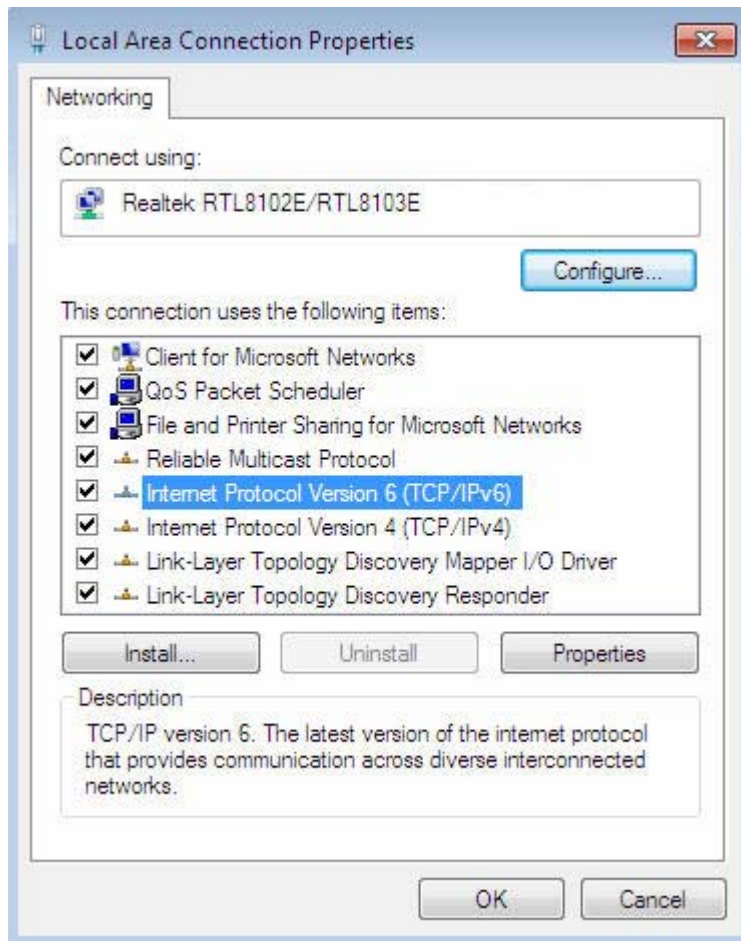 Local Area Connection Properties
Networking
Connect using:
Realtek RTL8102E/RTL8103E
Configure...
This connection uses the following items:
Client for Microsoft Networks
QoS Packet Scheduler
File and Printer Sharing for Microsoft Networks
Reliable Multicast Protocol
Internet Protocol Version 6 (TCP/IPv6)
Internet Protocol Version 4 (TCP/IPv4)
Link-Layer Topology Discovery Mapper I/O Driver
Link-Layer Topology Discovery Responder
Install... Uninstall Properties
Description
TCP/IP version 6. The latest version of the internet protocol
that provides communication across diverse interconnected
networks.
OK Cancel